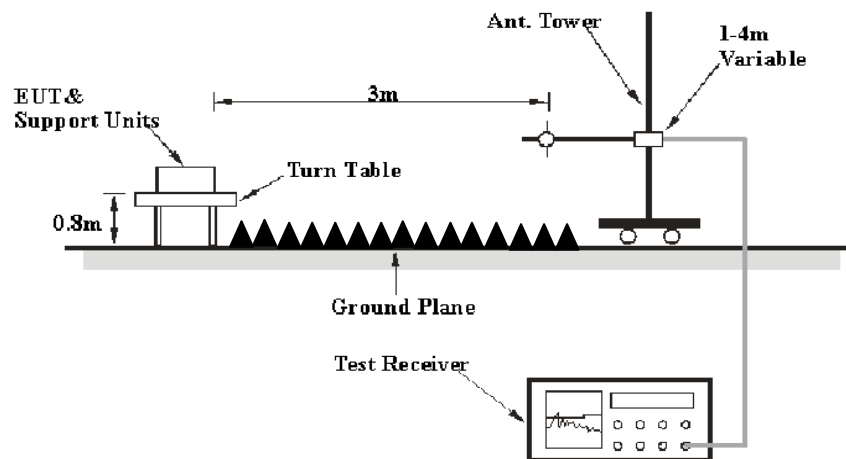 Ant. Tower
1-4m
Variable
3m
EUT&
Support Units
Turn Table
0.8m
Ground Plane
Test Receiver